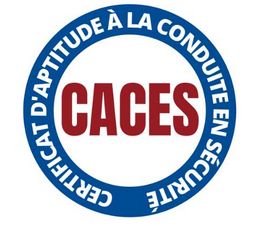 CERTIFICAT D'APTITUDE À LA CONDUITE EN SÉCURITÉ
CACES